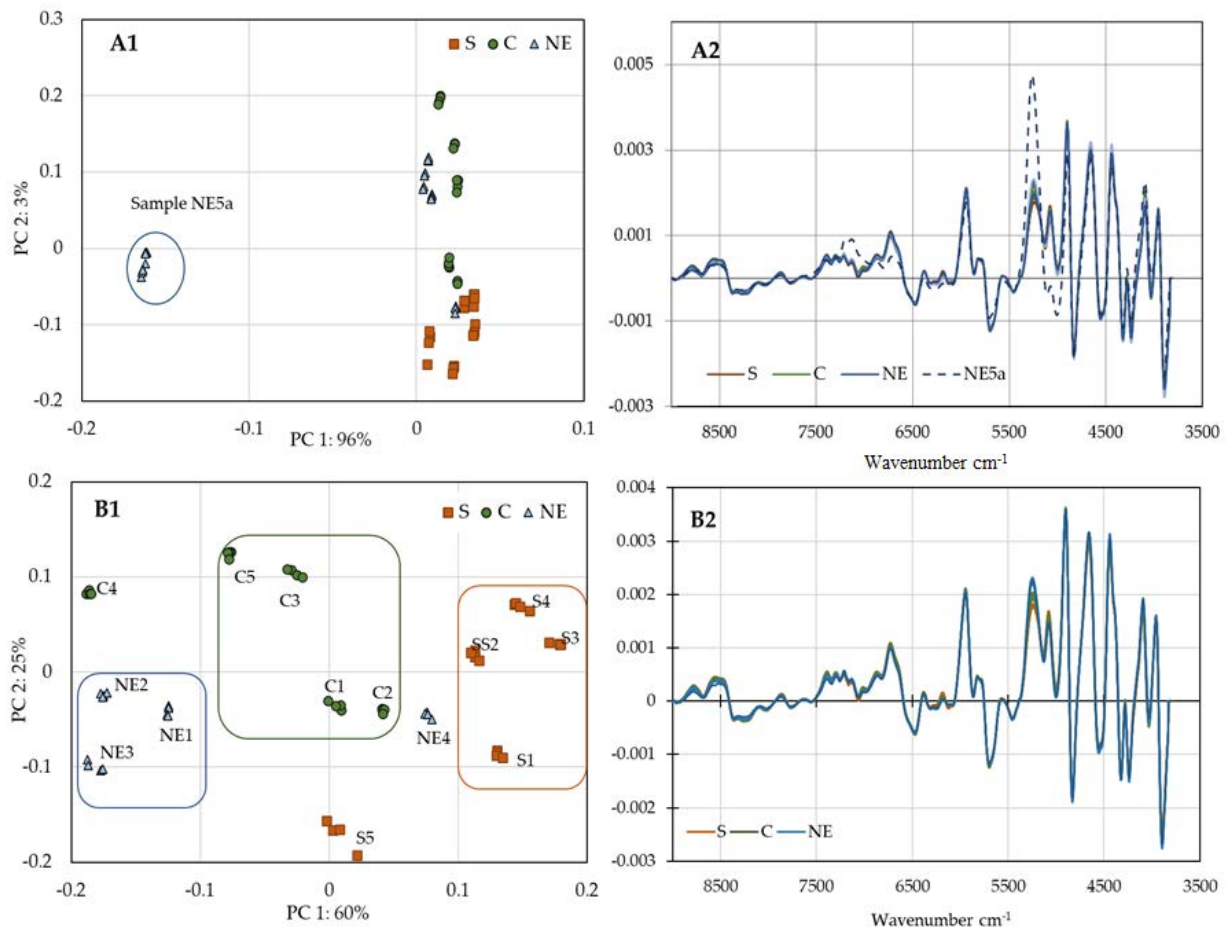 A1
S C NE
0.3
0.2
0.1
0
-0.1
-0.2
PC 2: 3%
Sample NE5a
-0.2 -0.1 0 0.1
PC 1: 96%
A2
0.005
0.003
0.001
-0.001
-0.003
S C NE NE5a
8500 7500 6500 5500 4500 3500
Wavenumber cm-1
B1
S C NE
0.2
0.1
0
-0.1
-0.2
PC 2: 25%
C5
C3
C4
S4
SS2
S3
NE2
C1
C2
NE1
NE4
NE3
S1
S5
-0.2 -0.1 0 0.1 0.2
PC 1: 60%
B2
0.004
0.003
0.002
0.001
0
-0.001
-0.002
-0.003
S C NE
8500 7500 6500 5500 4500 3500
Wavenumber cm-1